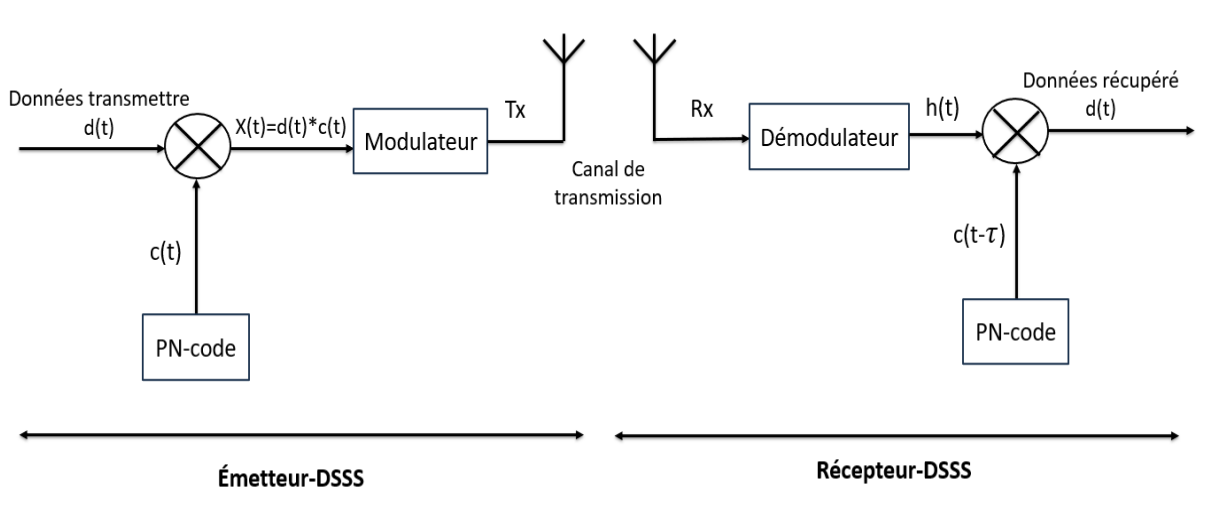 Données transmettre
d(t)
X(t)=d(t)*c(t)
Modulateur
Tx
c(t)
PN-code
Canal de
transmission
Rx
Démodulateur
h(t)
Données récupéré
d(t)
c(t-τ)
PN-code
Émetteur-DSSS
Récepteur-DSSS